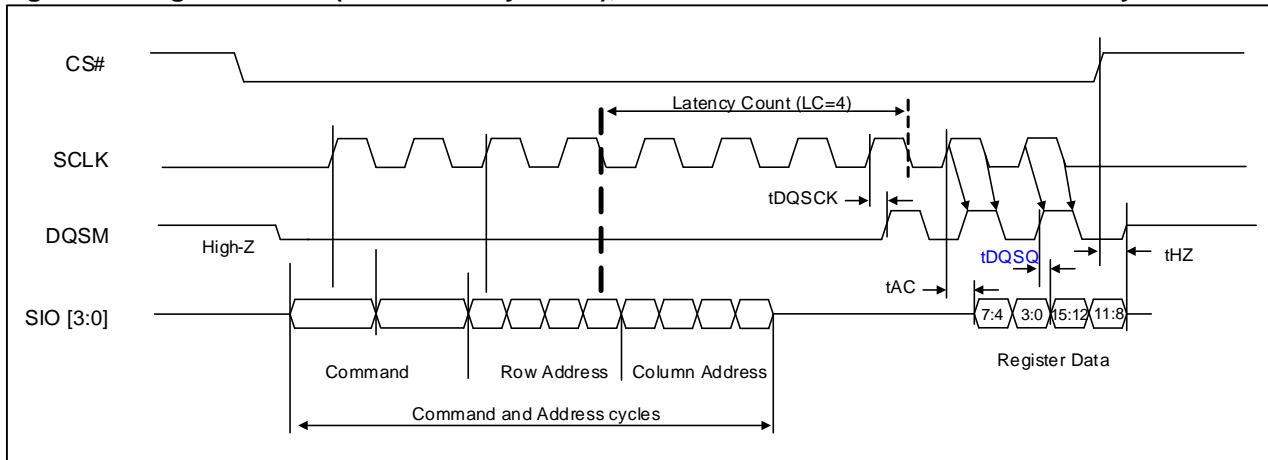 CS#
Latency Count (LC=4)
SCLK
tDQSCK
DQSM
High-Z
tDQSQ
tHZ
tAC
SIO [3:0]
7:4 3:0 15:12 11:8
Command Row Address Column Address
Register Data
Command and Address cycles